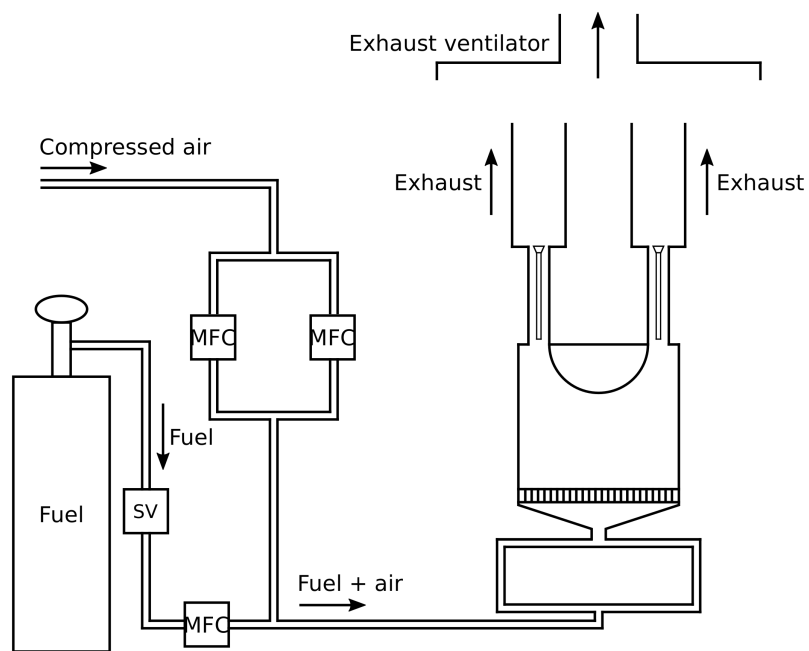 Exhaust ventilator
Compressed air
Exhaust
Exhaust
MFC
MFC
Fuel
Fuel
SV
Fuel + air
MFC